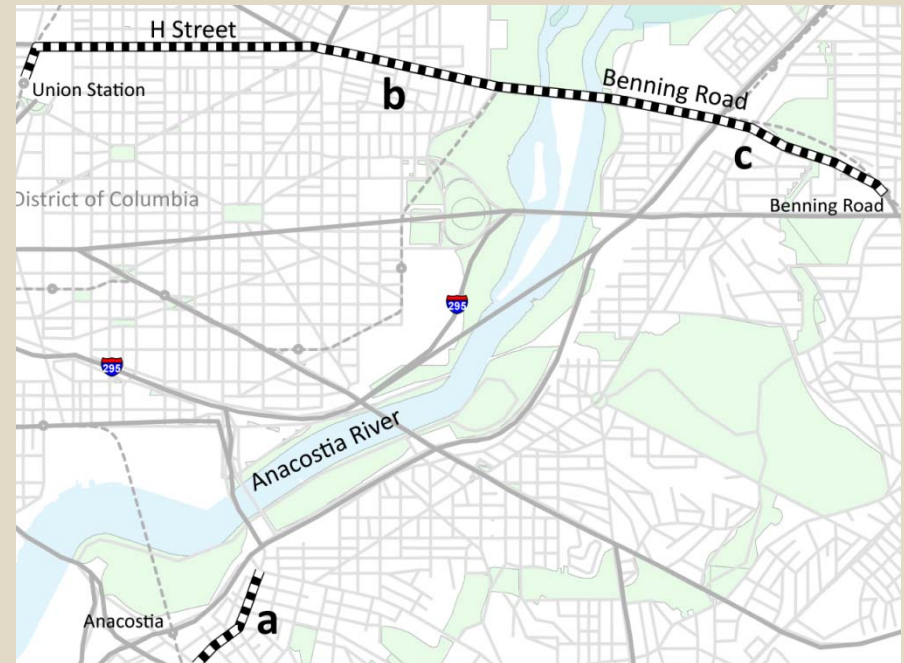 H Street
Union Station
b
Benning Road
c
District of Columbia
Benning Road
295
295
Anacostia River
Anacostia
a